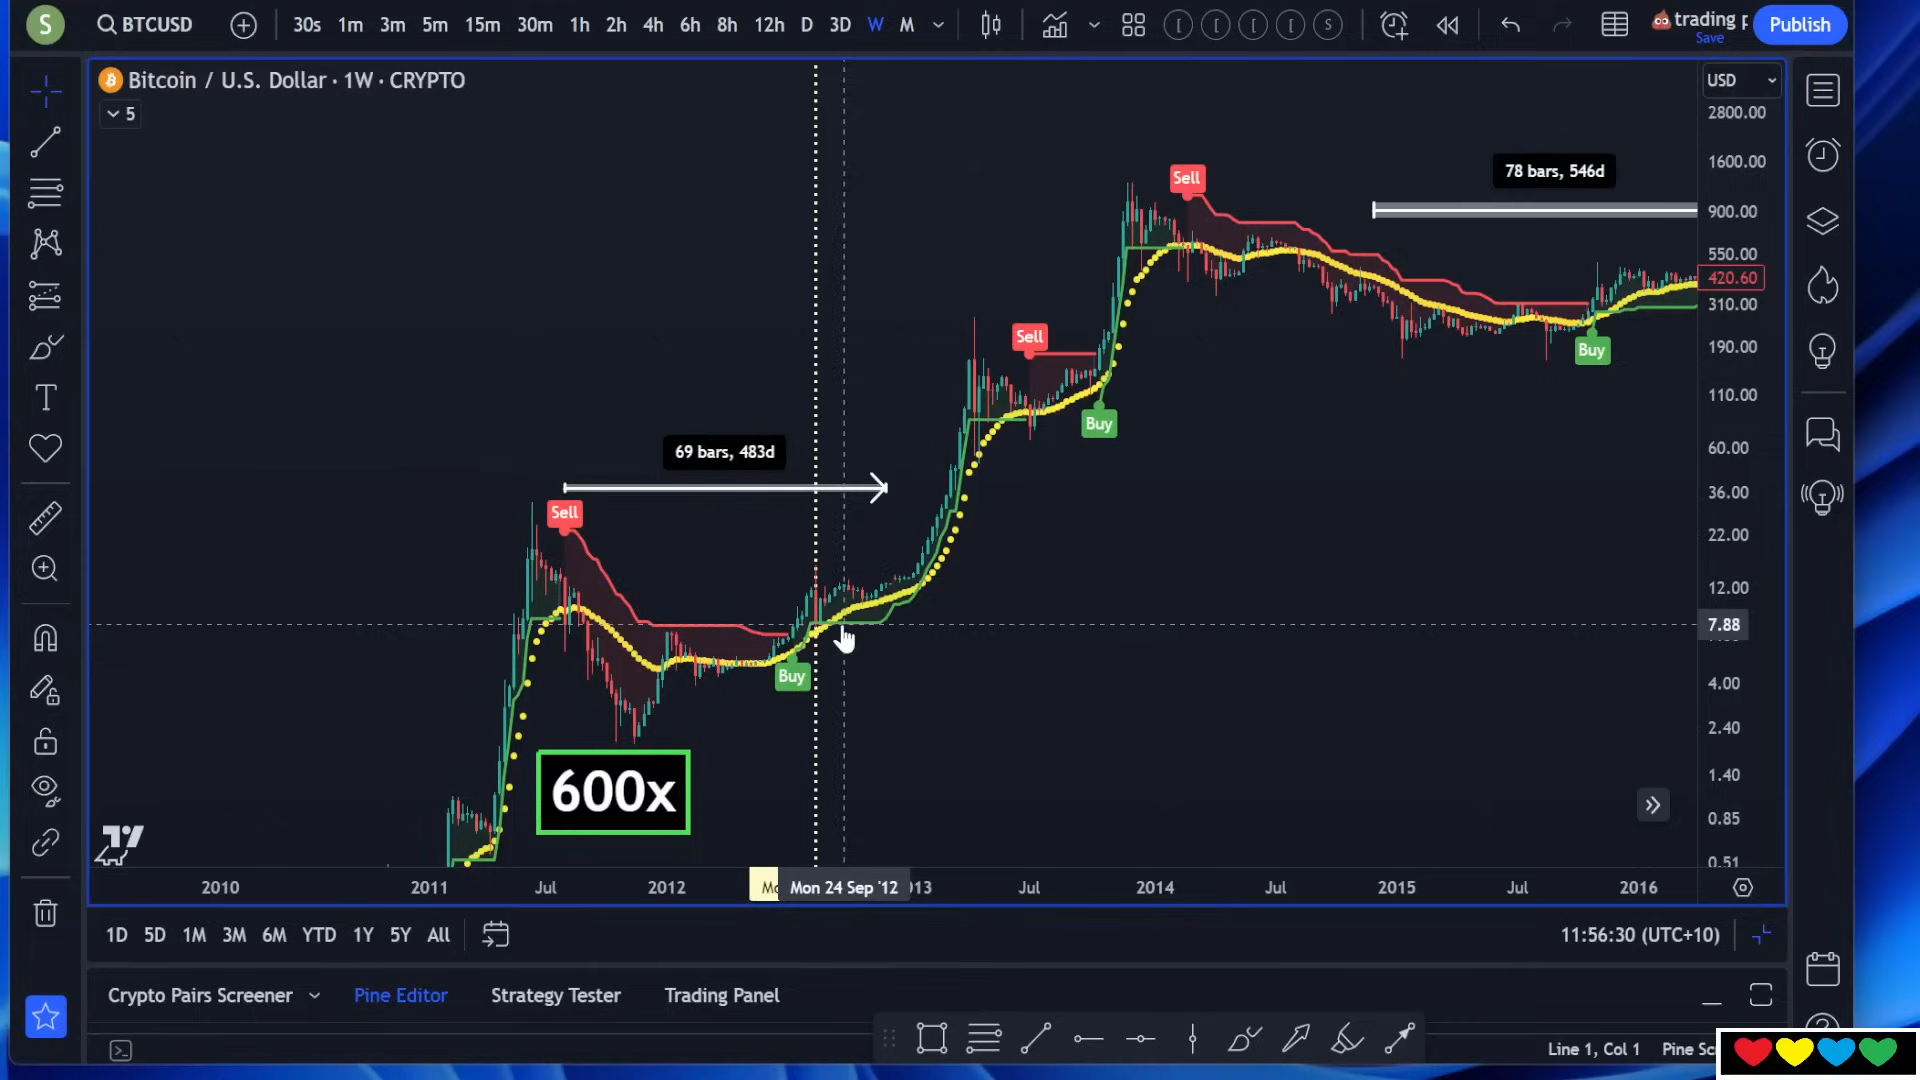 S
BTCUSD
30s 1m 3m 5m 15m 30m 1h 2h 4h 6h 8h 12h D 3D W M
[ [ [ [ S
trading p
Save
Publish
Bitcoin / U.S. Dollar · 1W · CRYPTO
5
USD
2800.00
1600.00
900.00
550.00
420.60
310.00
190.00
110.00
60.00
36.00
22.00
12.00
7.88
4.00
2.40
1.40
0.85
0.51
78 bars, 546d
Sell
Sell
Buy
Buy
69 bars, 483d
Sell
Buy
600x
2010 2011 Jul 2012 Mo Mon 24 Sep '12 13 Jul 2014 Jul 2015 Jul 2016
1D 5D 1M 3M 6M YTD 1Y 5Y All
11:56:30 (UTC+10)
Crypto Pairs Screener Pine Editor Strategy Tester Trading Panel
Line 1, Col 1 Pine Sc